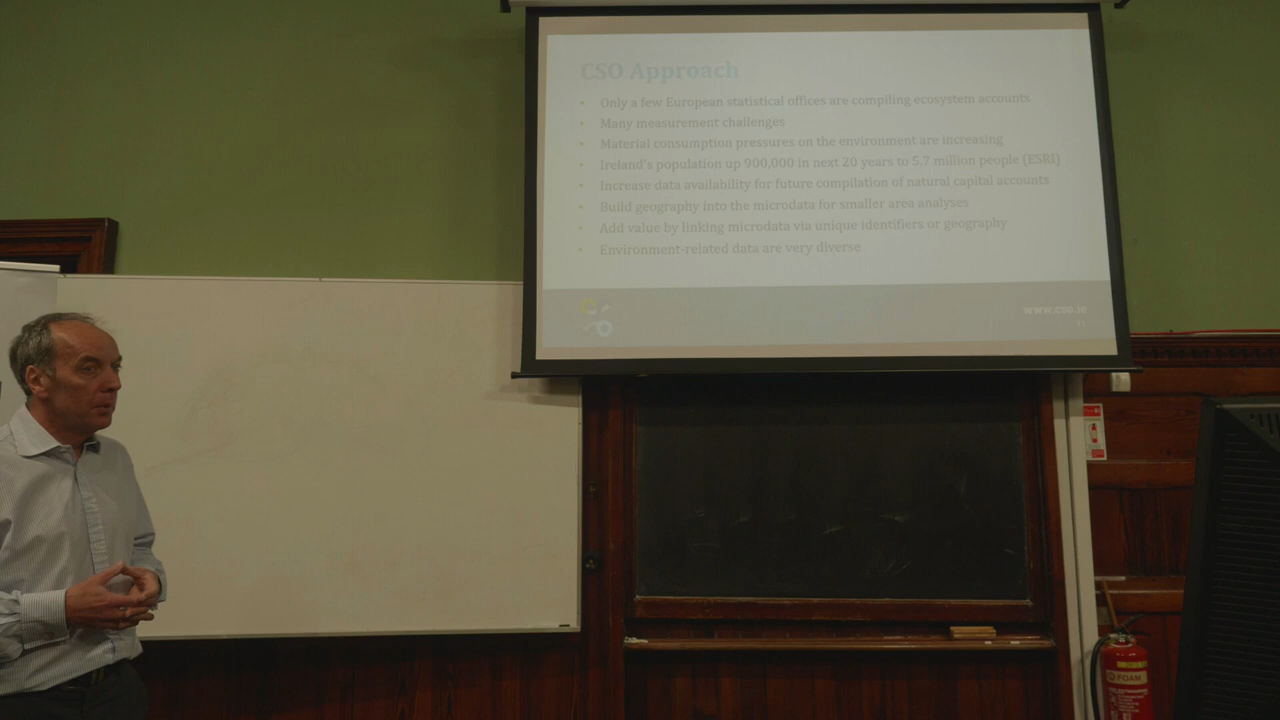 CSO Approach
• Only a few European statistical offices are compiling ecosystem accounts
• Many measurement challenges
• Material consumption pressures on the environment are increasing
• Ireland's population up 900,000 in next 20 years to 5.7 million people (ESRI)
• Increase data availability for future compilation of natural capital accounts
• Build geography into the microdata for smaller area analyses
• Add value by linking microdata via unique identifiers or geography
• Environment-related data are very diverse
www.cso.ie
11
FOAM